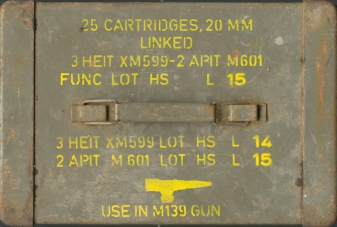 25 CARTRIDGES, 20 MM
LINKED
3 HEIT XM599-2 APIT M601
FUNC LOT HS L 15
3 HEIT XM599 LOT HS L 14
2 APIT M601 LOT HS L 15
USE IN M139 GUN